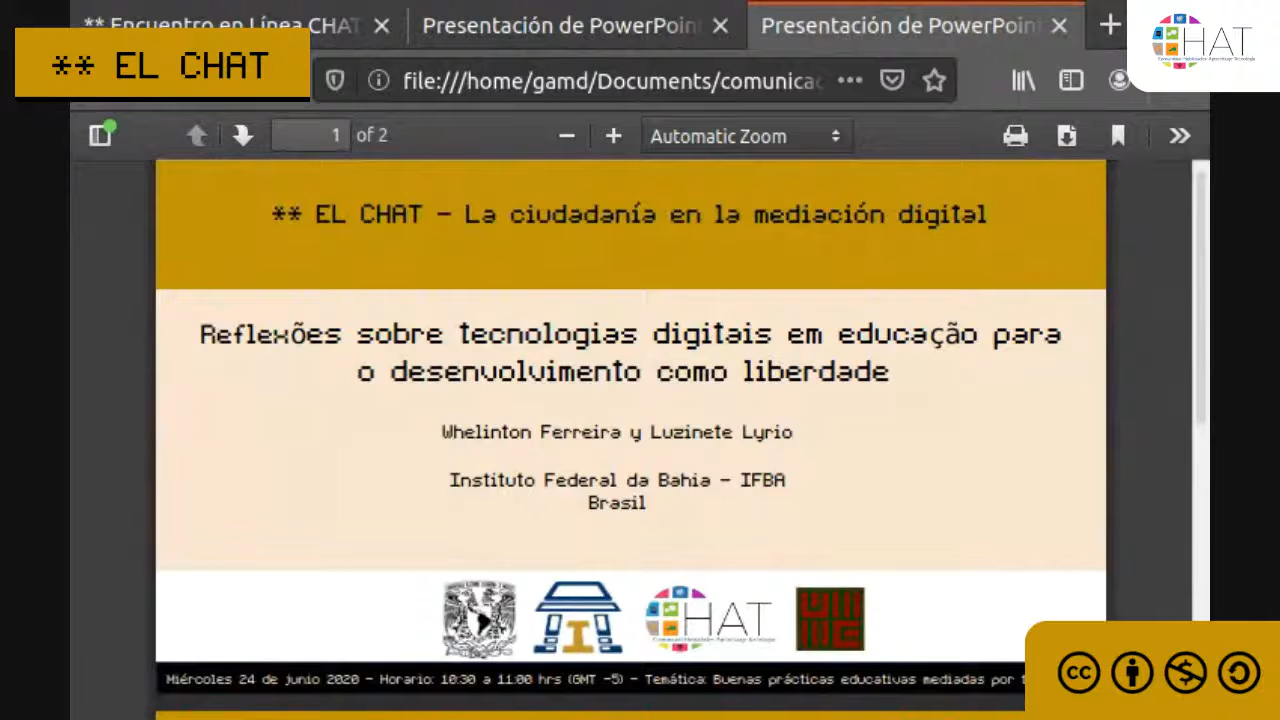 ** Encuentro en Línea CHAT
Presentación de PowerPoin
Presentación de PowerPoin
** EL CHAT
HAT
file:///home/gamd/Documents/comunicac
1 of 2
Automatic Zoom
** EL CHAT - La ciudadanía en la mediación digital
Reflexões sobre tecnologias digitais em educação para
o desenvolvimento como liberdade
Whelinton Ferreira y Luzinete Lyrio
Instituto Federal da Bahia - IFBA
Brasil
HAT
Miércoles 24 de junio 2020 - Horario: 10:30 a 11:00 hrs (GMT -5) - Temática: Buenas prácticas educativas mediadas por t
cc